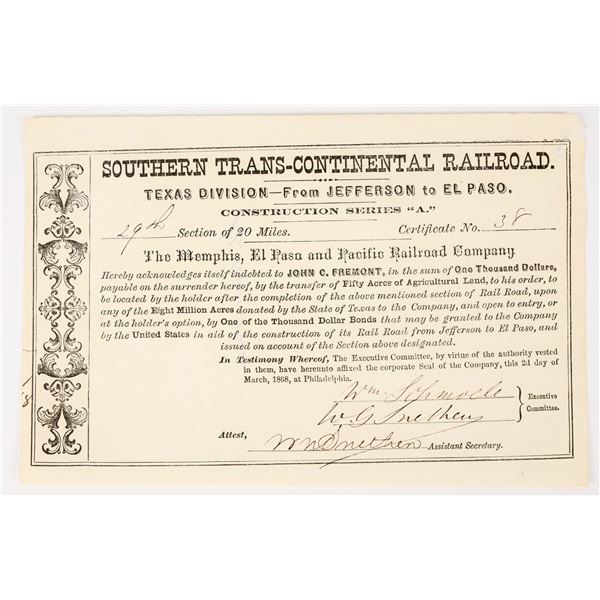 SOUTHERN TRANS-CONTINENTAL RAILROAD.
TEXAS DIVISION—From JEFFERSON to EL PASO.
CONSTRUCTION SERIES "A."
29th Section of 20 Miles. Certificate No. 38
The Memphis, El Paso and Pacific Railroad Company
Hereby acknowledges itself indebted to JOHN C. FREMONT, in the sum of One Thousand Dollars,
payable on the surrender hereof, by the transfer of Fifty Acres of Agricultural Land, to his order, to
be located by the holder after the completion of the above mentioned section of Rail Road, upon
any of the Eight Million Acres donated by the State of Texas to the Company, and open to entry, or
at the holder's option, by One of the Thousand Dollar Bonds that may be granted to the Company
by the United States in aid of the construction of its Rail Road from Jefferson to El Paso, and
issued on account of the Section above designated.
In Testimony Whereof, The Executive Committee, by virtue of the authority vested
in them, have hereunto affixed the corporate Seal of the Company, this 2d day of
March, 1868, at Philadelphia.
Wm Schmoele
Executive
Committee.
Attest,
Assistant Secretary.